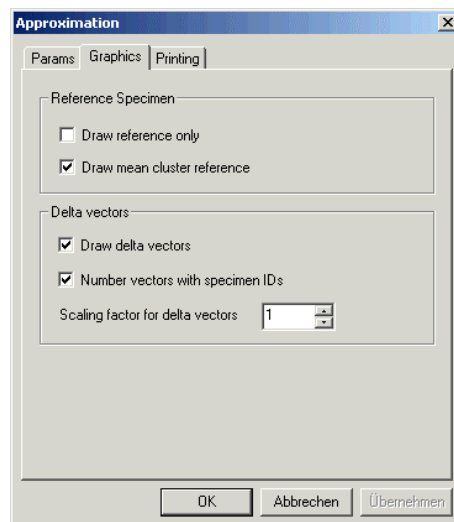 Approximation
Params Graphics Printing
Reference Specimen
Draw reference only
Draw mean cluster reference
Delta vectors
Draw delta vectors
Number vectors with specimen IDs
Scaling factor for delta vectors 1
OK Abbrechen Übernehmen